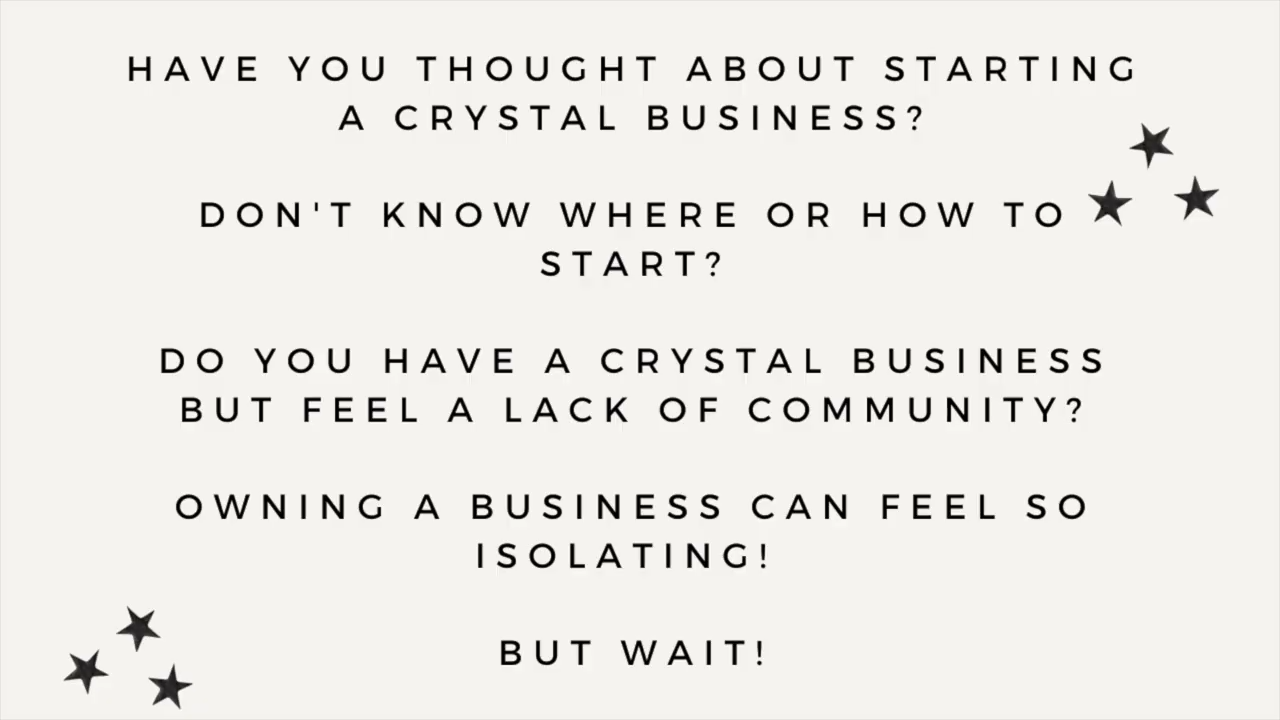 HAVE YOU THOUGHT ABOUT STARTING
A CRYSTAL BUSINESS?
DON'T KNOW WHERE OR HOW TO
START?
DO YOU HAVE A CRYSTAL BUSINESS
BUT FEEL A LACK OF COMMUNITY?
OWNING A BUSINESS CAN FEEL SO
ISOLATING!
BUT WAIT!